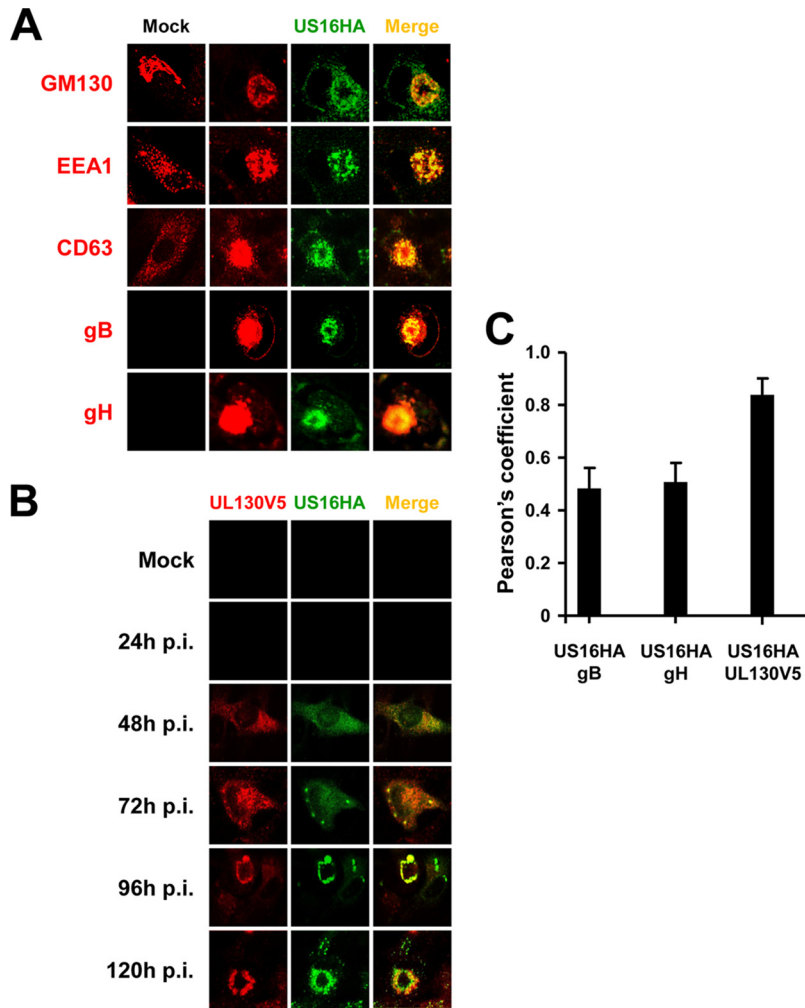 A
Mock US16HA Merge
GM130
EEA1
CD63
gB
gH
B
UL130V5 US16HA Merge
Mock
24h p.i.
48h p.i.
72h p.i.
96h p.i.
120h p.i.
C
Pearson's coefficient
1.0
0.8
0.6
0.4
0.2
0
US16HA US16HA US16HA
gB gH UL130V5